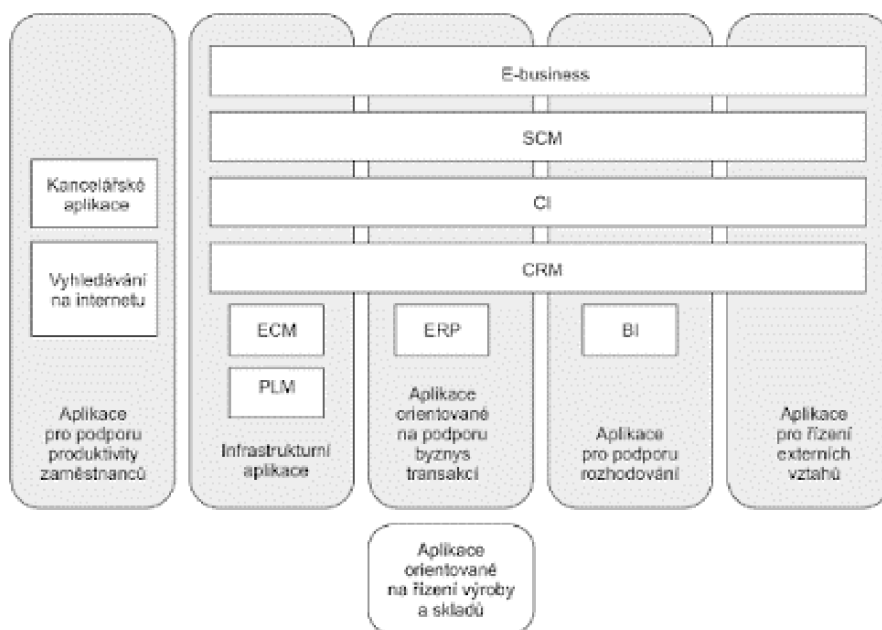 E-business
SCM
CI
CRM
Kancelářské
aplikace
Vyhledávání
na internetu
ECM
PLM
ERP
BI
Aplikace
pro podporu
produktivity
zaměstnanců
Infrastrukturní
aplikace
Aplikace
orientované
na podporu
byznys
transakcí
Aplikace
pro podporu
rozhodování
Aplikace
pro řízení
externích
vztahů
Aplikace
orientované
na řízení výroby
a skladů